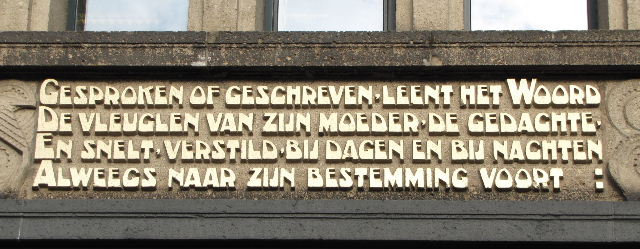 GESPROKEN OF GESCHREVEN·LEENT HET WOORD
DE VLEUGLEN VAN ZIJN MOEDER·DE GEDACHTE·
EN SNELT·VERSTILD·BIJ DAGEN EN BIJ NACHTEN
ALWEEGS NAAR ZIJN BESTEMMING VOORT :